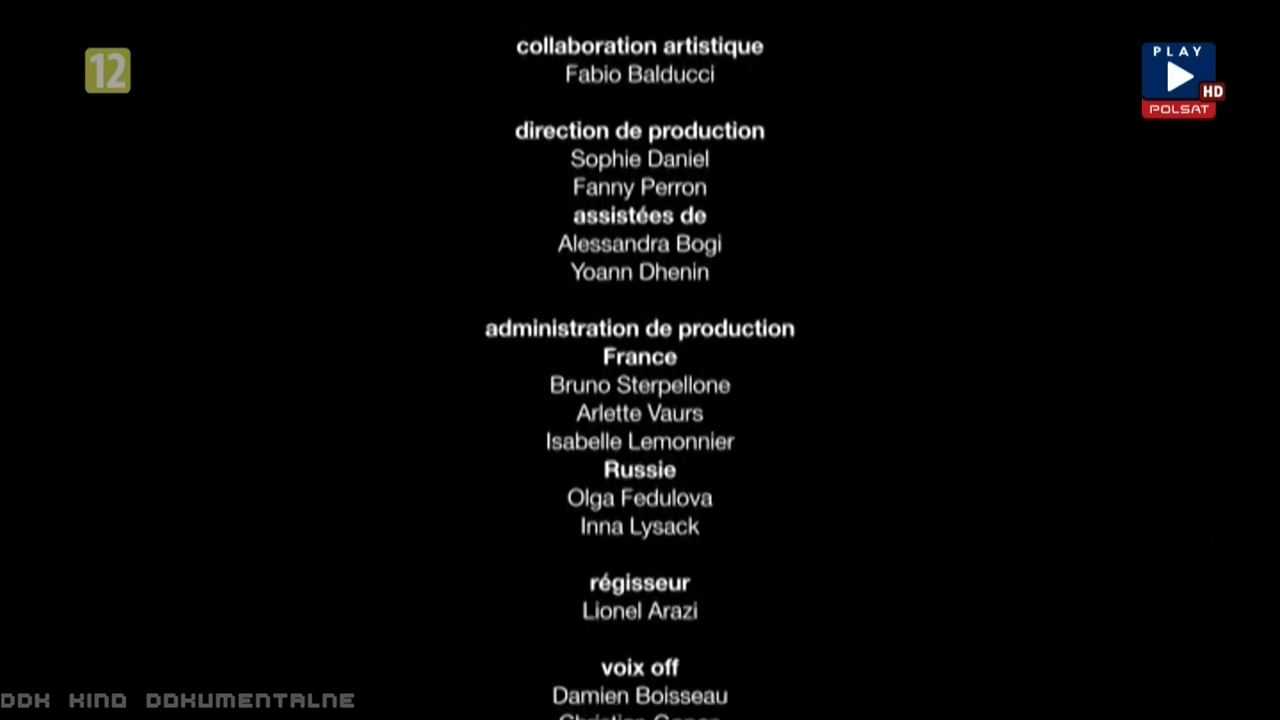 12
PLAY
HD
POLSAT
collaboration artistique
Fabio Balducci
direction de production
Sophie Daniel
Fanny Perron
assistées de
Alessandra Bogi
Yoann Dhenin
administration de production
France
Bruno Sterpellone
Arlette Vaurs
Isabelle Lemonnier
Russie
Olga Fedulova
Inna Lysack
régisseur
Lionel Arazi
voix off
Damien Boisseau
DOK KINO DOKUMENTALNE